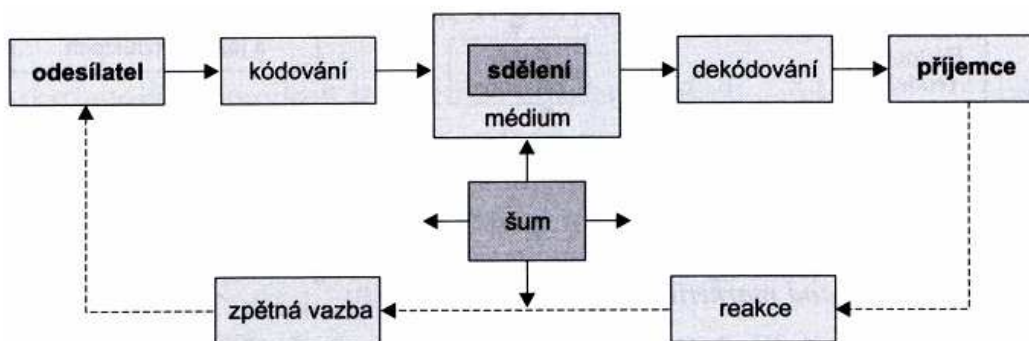 odesílatel
kódování
sdělení
médium
dekódování
příjemce
šum
zpětná vazba
reakce